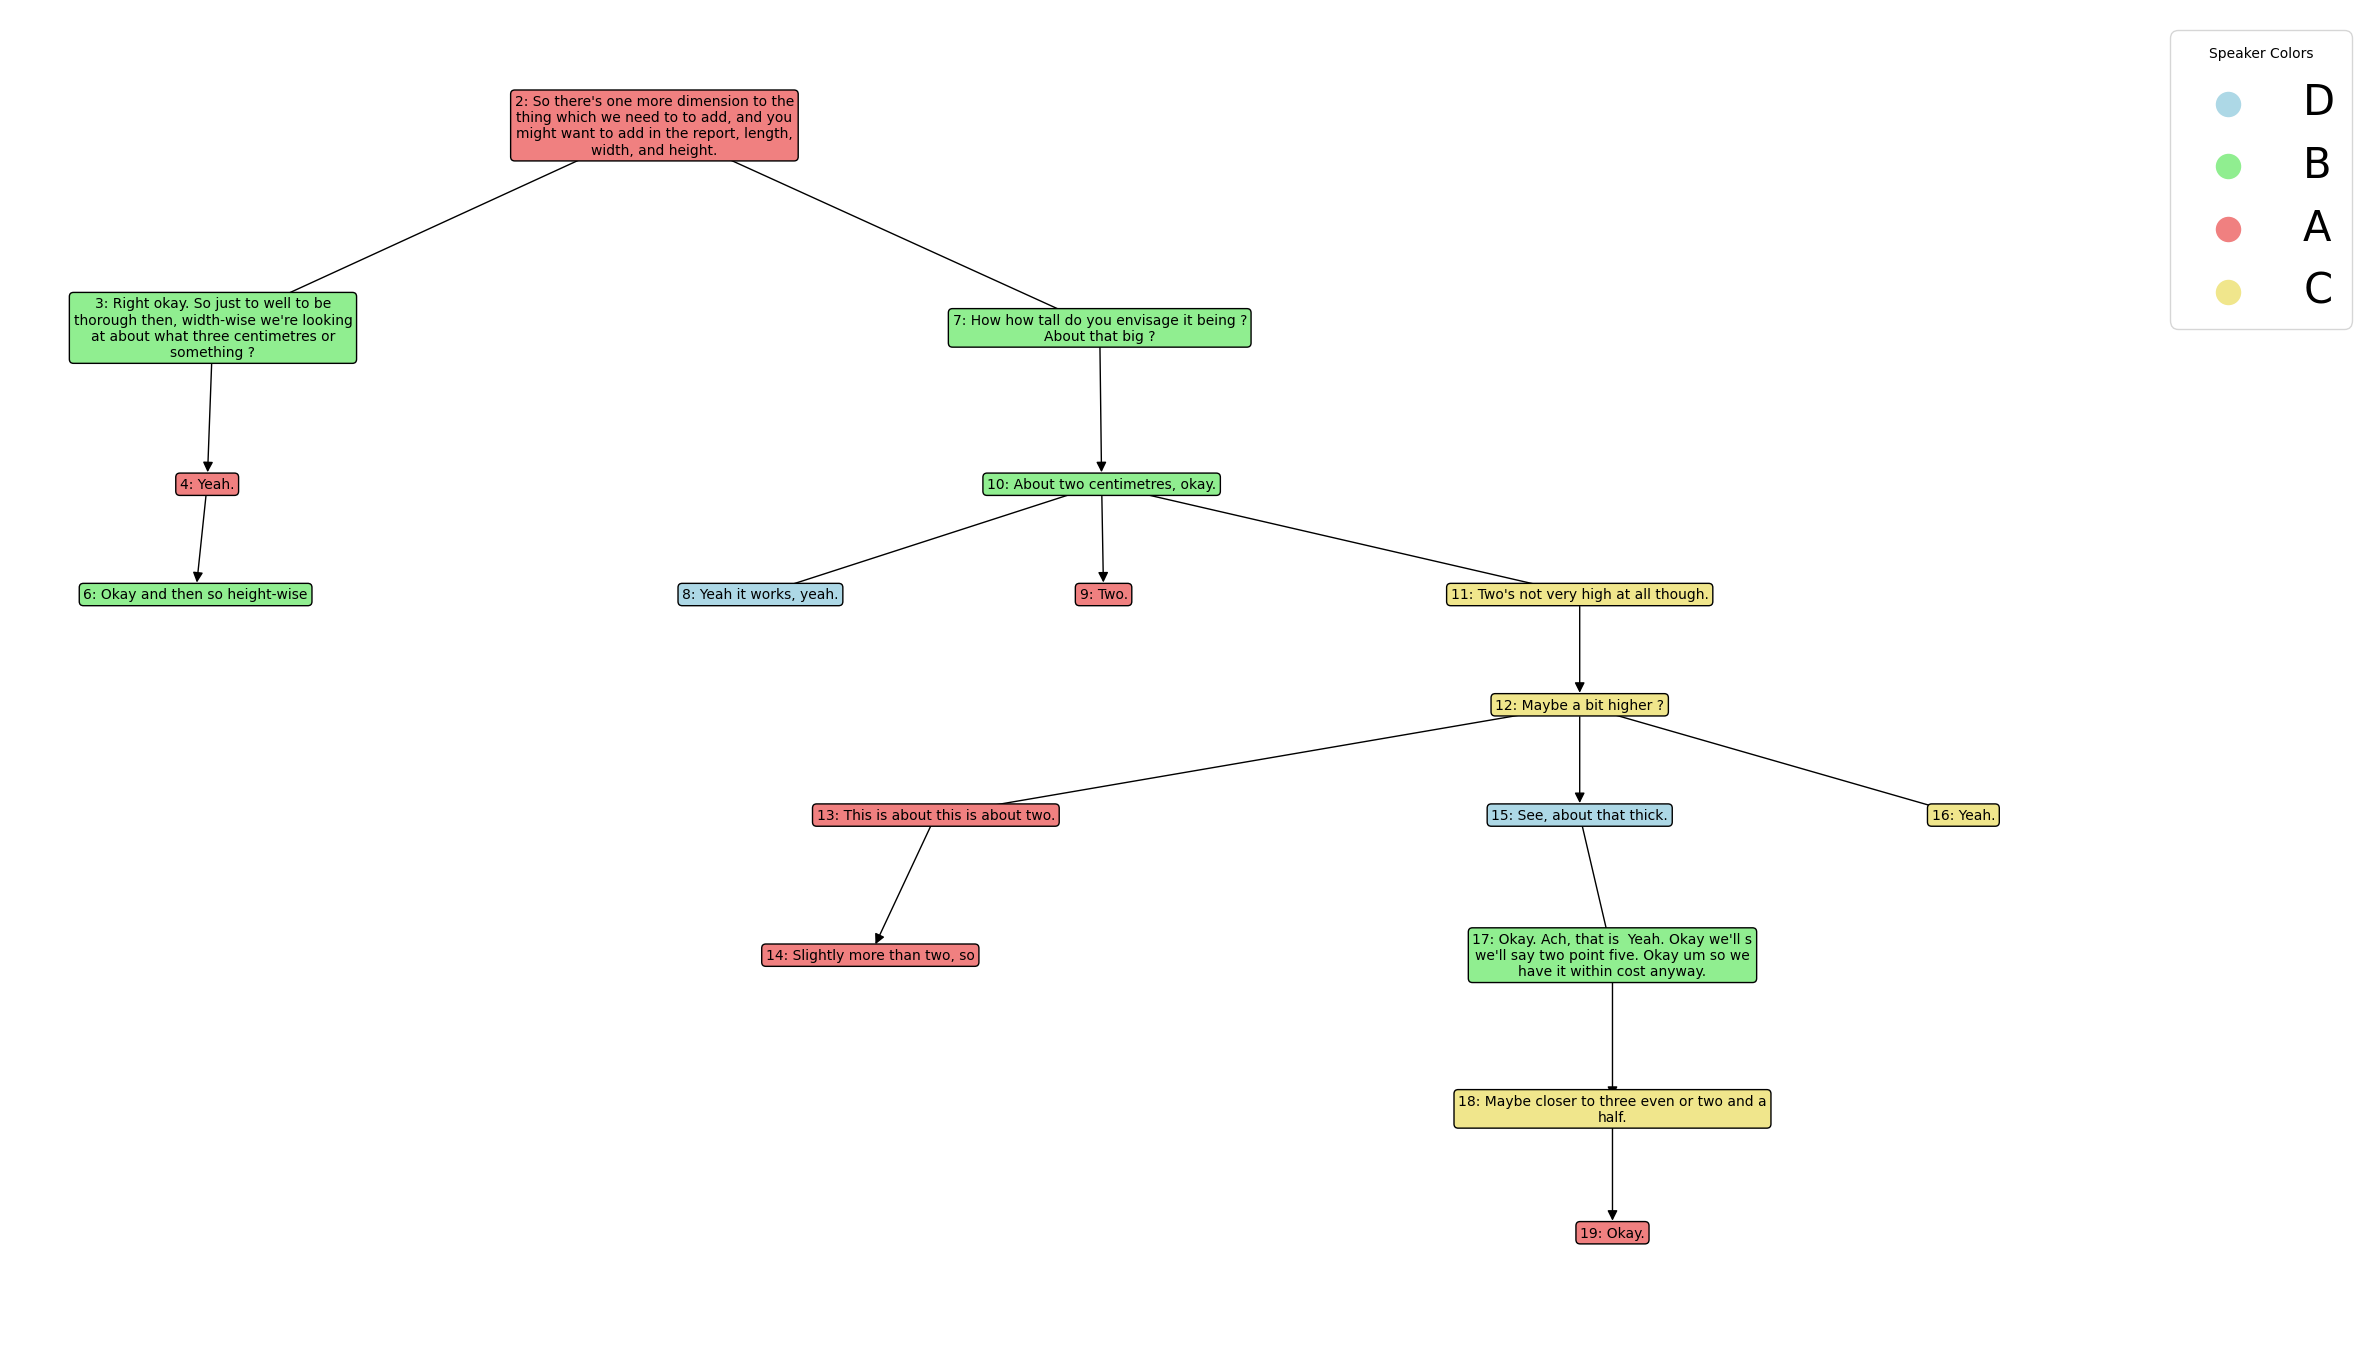 Speaker Colors
D
B
A
C
2: So there's one more dimension to the
thing which we need to to add, and you
might want to add in the report, length,
width, and height.
3: Right okay. So just to well to be
thorough then, width-wise we're looking
at about what three centimetres or
something ?
7: How how tall do you envisage it being ?
About that big ?
4: Yeah.
10: About two centimetres, okay.
6: Okay and then so height-wise
8: Yeah it works, yeah.
9: Two.
11: Two's not very high at all though.
12: Maybe a bit higher ?
13: This is about this is about two.
15: See, about that thick.
16: Yeah.
14: Slightly more than two, so
17: Okay. Ach, that is  Yeah. Okay we'll s
we'll say two point five. Okay um so we
have it within cost anyway.
18: Maybe closer to three even or two and a
half.
19: Okay.